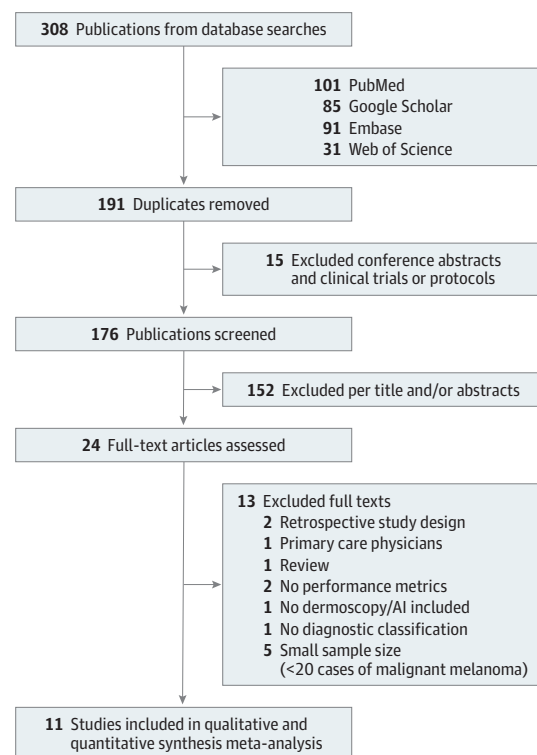 308 Publications from database searches
101 PubMed
85 Google Scholar
91 Embase
31 Web of Science
191 Duplicates removed
15 Excluded conference abstracts
and clinical trials or protocols
176 Publications screened
152 Excluded per title and/or abstracts
24 Full-text articles assessed
13 Excluded full texts
2 Retrospective study design
1 Primary care physicians
1 Review
2 No performance metrics
1 No dermoscopy/AI included
1 No diagnostic classification
5 Small sample size
(<20 cases of malignant melanoma)
11 Studies included in qualitative and
quantitative synthesis meta-analysis